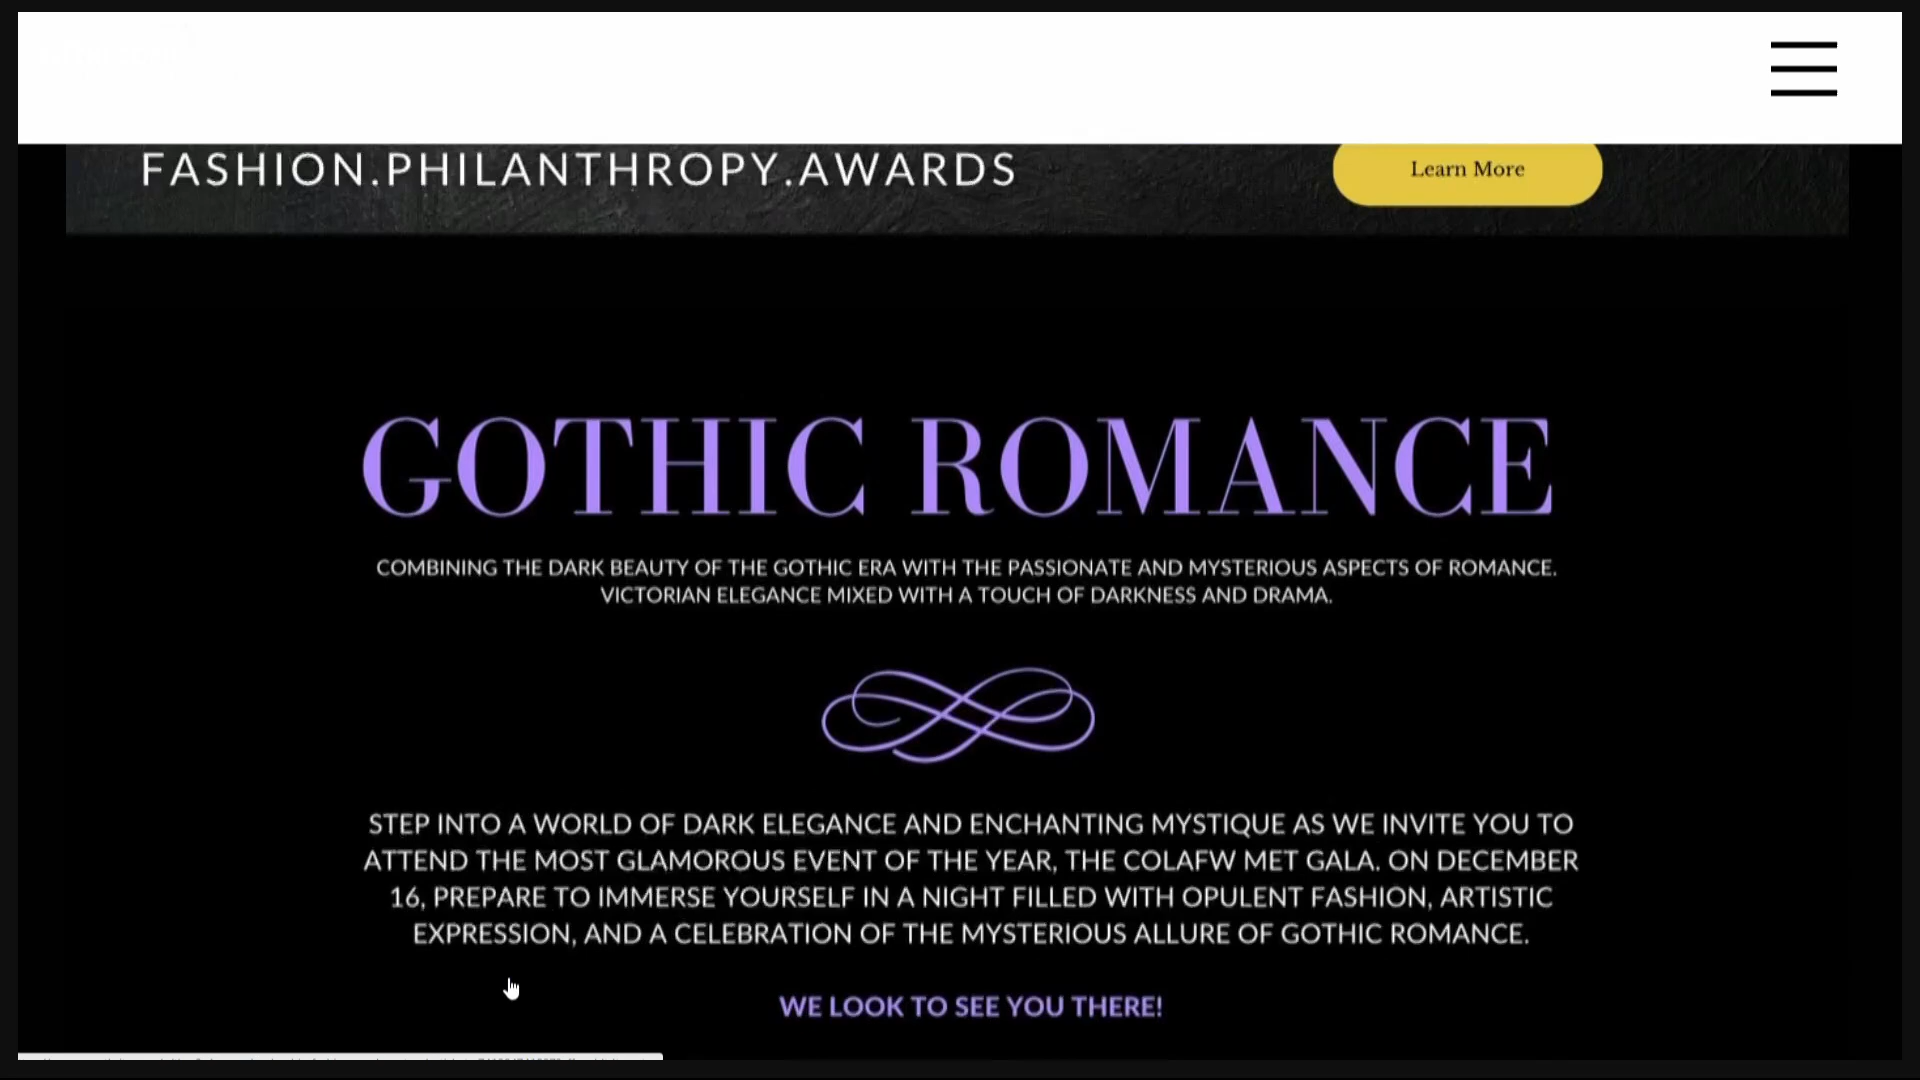 FASHION.PHILANTHROPY.AWARDS
Learn More
GOTHIC ROMANCE
COMBINING THE DARK BEAUTY OF THE GOTHIC ERA WITH THE PASSIONATE AND MYSTERIOUS ASPECTS OF ROMANCE.
VICTORIAN ELEGANCE MIXED WITH A TOUCH OF DARKNESS AND DRAMA.
STEP INTO A WORLD OF DARK ELEGANCE AND ENCHANTING MYSTIQUE AS WE INVITE YOU TO
ATTEND THE MOST GLAMOROUS EVENT OF THE YEAR, THE COLAFW MET GALA. ON DECEMBER
16, PREPARE TO IMMERSE YOURSELF IN A NIGHT FILLED WITH OPULENT FASHION, ARTISTIC
EXPRESSION, AND A CELEBRATION OF THE MYSTERIOUS ALLURE OF GOTHIC ROMANCE.
WE LOOK TO SEE YOU THERE!